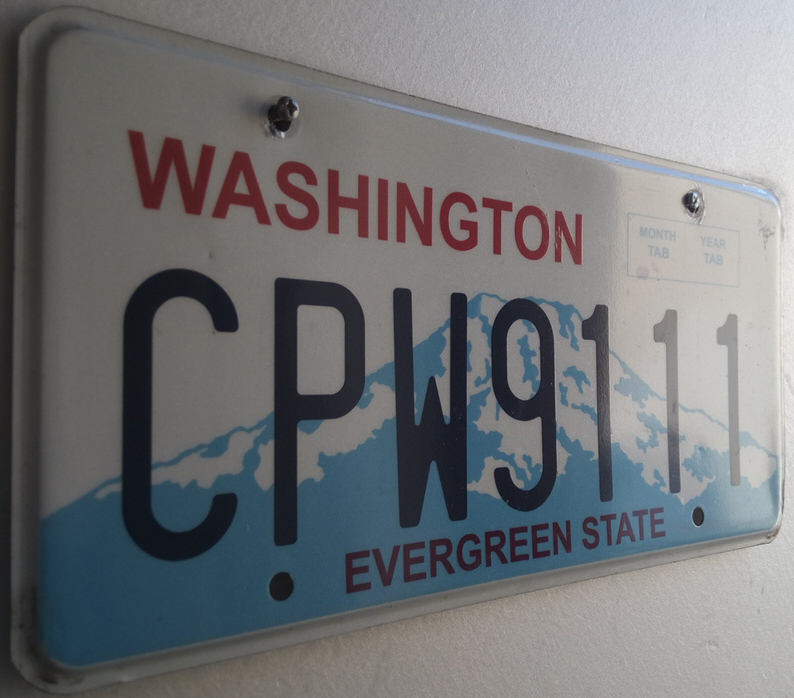 WASHINGTON
MONTH TAB
YEAR TAB
CPW9111
EVERGREEN STATE